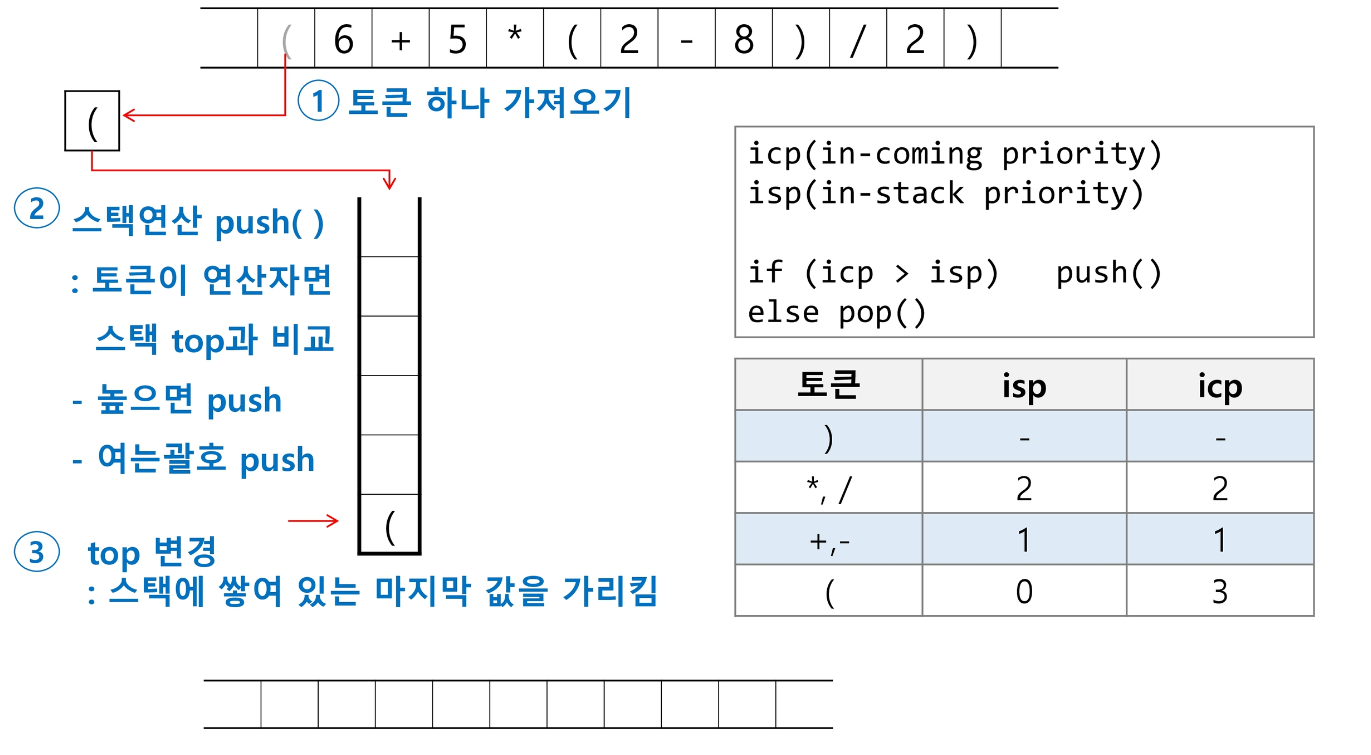 ( 6 + 5 * ( 2 - 8 ) / 2 )
① 토큰 하나 가져오기
(
② 스택연산 push( )
: 토큰이 연산자면
스택 top과 비교
- 높으면 push
- 여는괄호 push
(
③ top 변경
: 스택에 쌓여 있는 마지막 값을 가리킴
icp(in-coming priority)
isp(in-stack priority)
if (icp > isp) push()
else pop()
토큰 isp icp
) - -
*, / 2 2
+,- 1 1
( 0 3